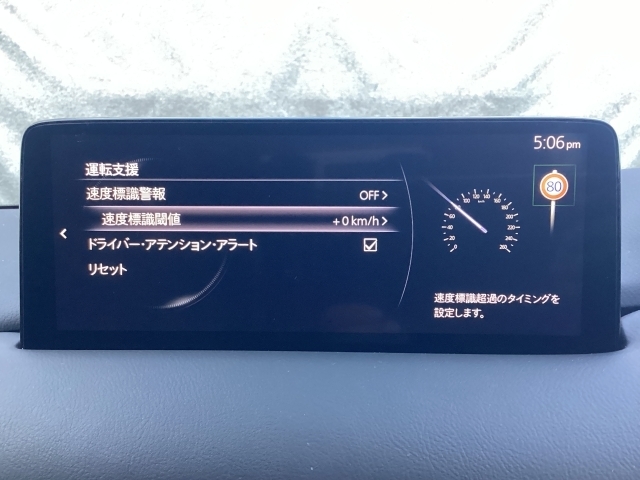 5:06 pm
運転支援
速度標識警報 OFF
速度標識閾値 +0 km/h
ドライバー・アテンション・アラート
リセット
80
速度標識超過のタイミングを
設定します。